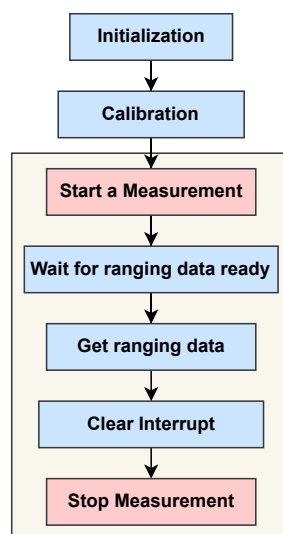 Initialization
Calibration
Start a Measurement
Wait for ranging data ready
Get ranging data
Clear Interrupt
Stop Measurement